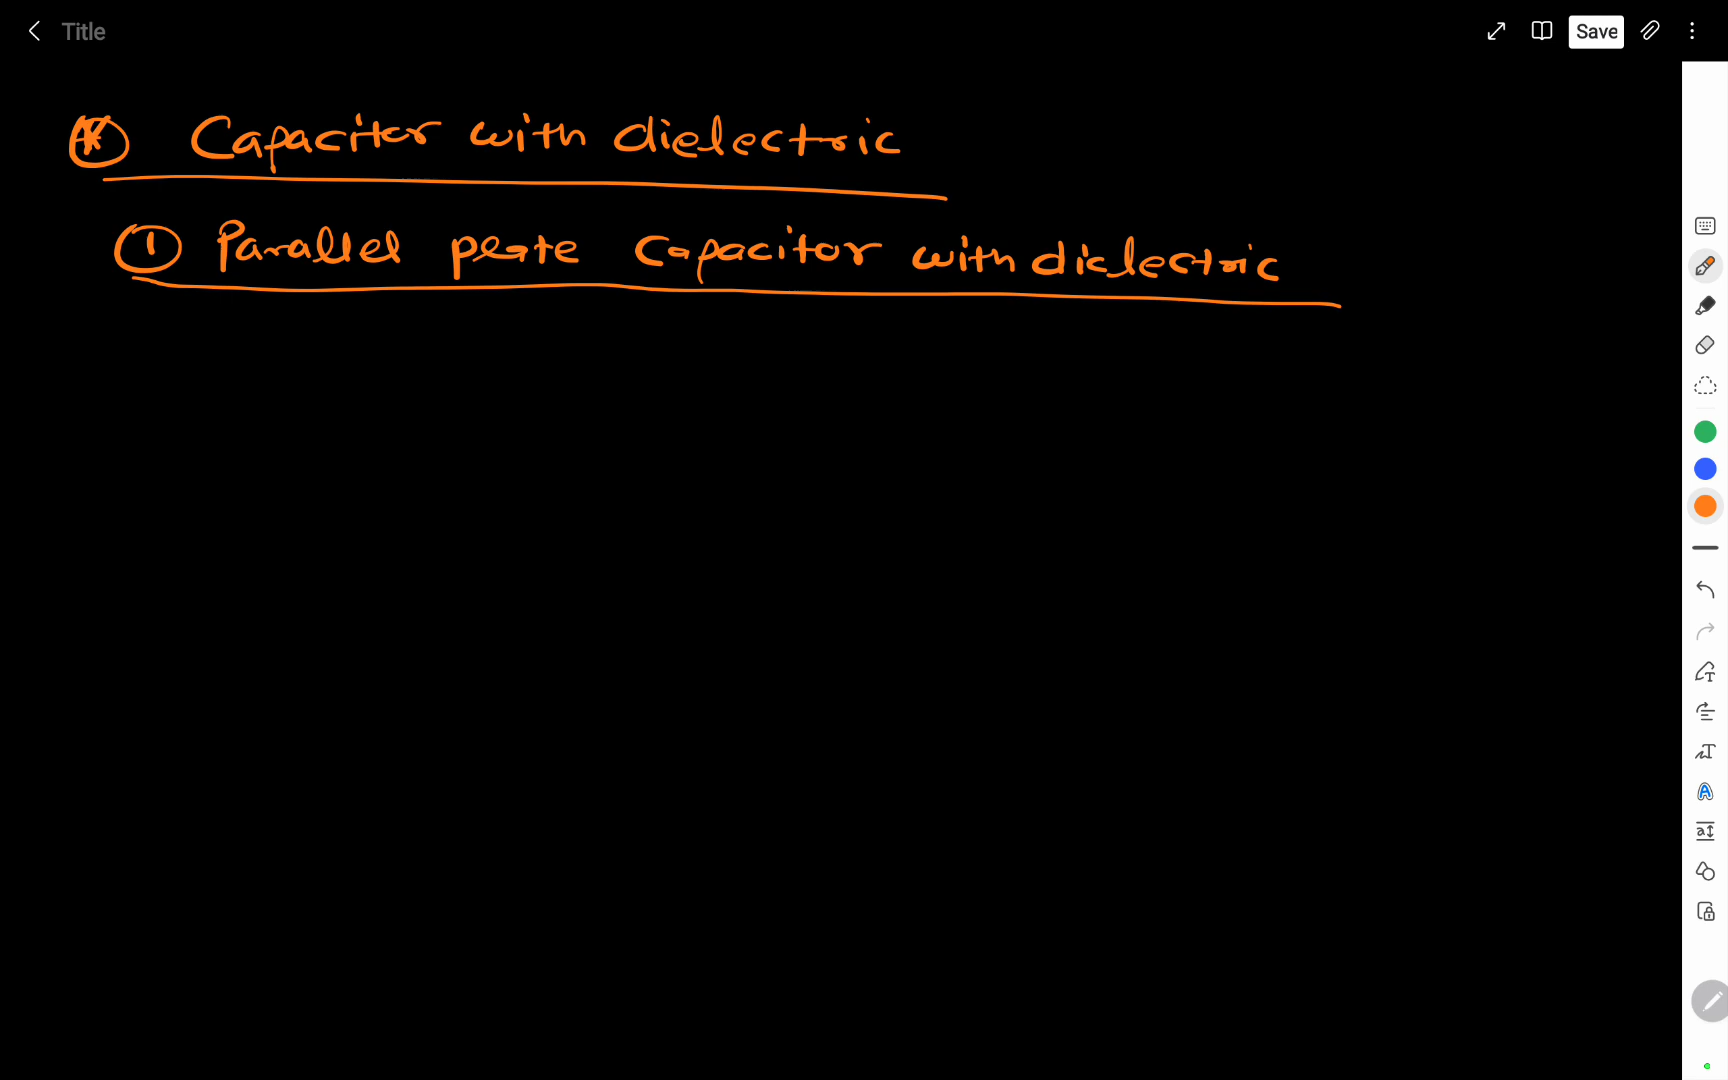 Title
Save
* Capacitor with dielectric
1 Parallel plate Capacitor with dielectric